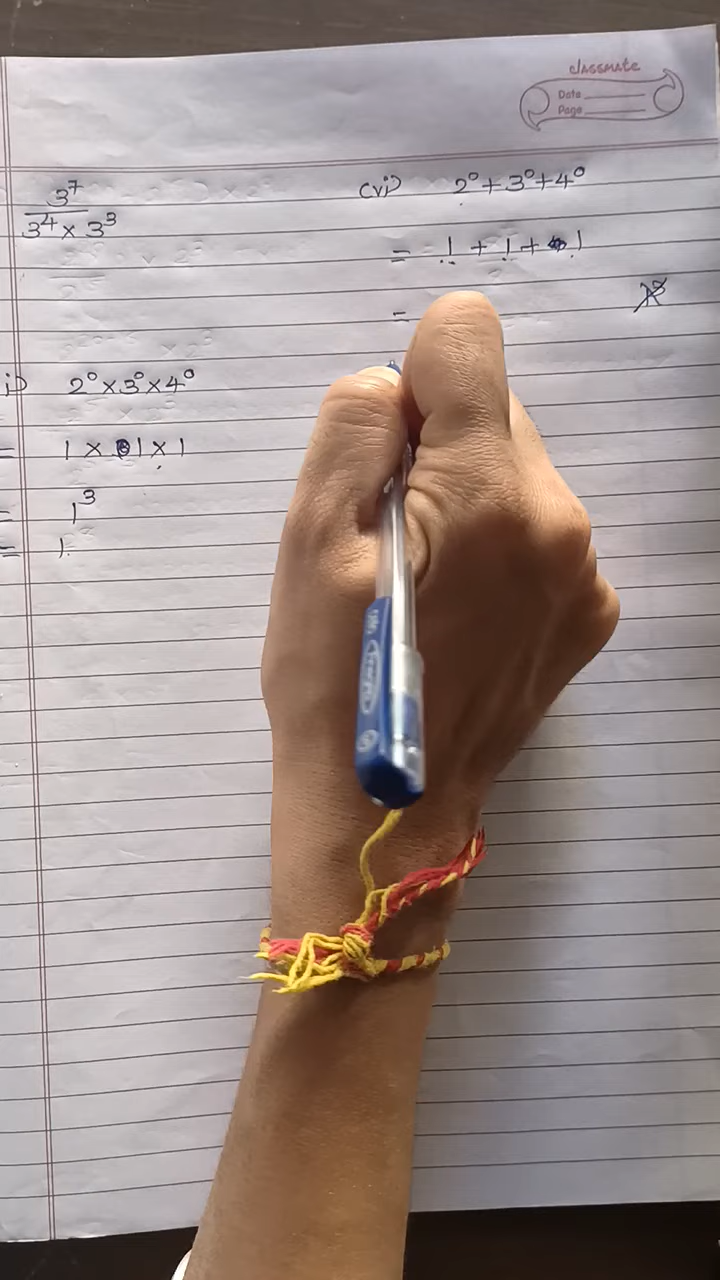 classmate
Date
Page
3⁷
3⁴ × 3³
i) 2⁰×3⁰×4⁰
= 1 × 1 × 1
= 1³
= 1
(vi) 2⁰+3⁰+4⁰
= 1 + 1 + 1
=